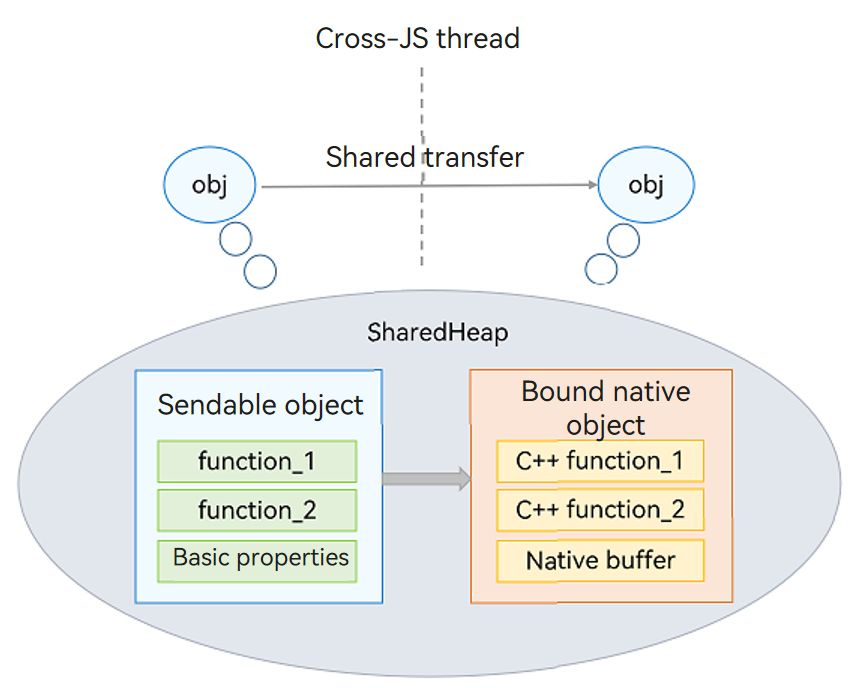 Cross-JS thread
Shared transfer
obj
obj
SharedHeap
Sendable object
function_1
function_2
Basic properties
Bound native
object
C++ function_1
C++ function_2
Native buffer